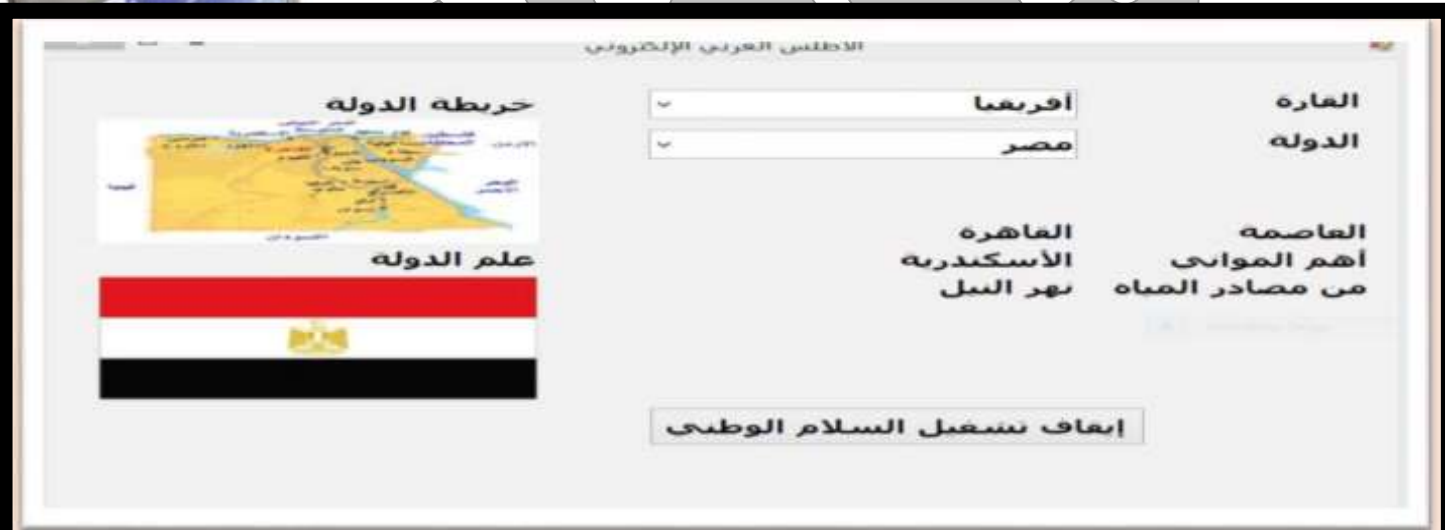 الاطلس العربي الإلكتروني
القارة أفريقيا
الدولة مصر
خريطة الدولة
العاصمة القاهرة
أهم الموانى الأسكندرية
من مصادر المياه نهر النيل
علم الدولة
إيقاف تشغيل السلام الوطنى